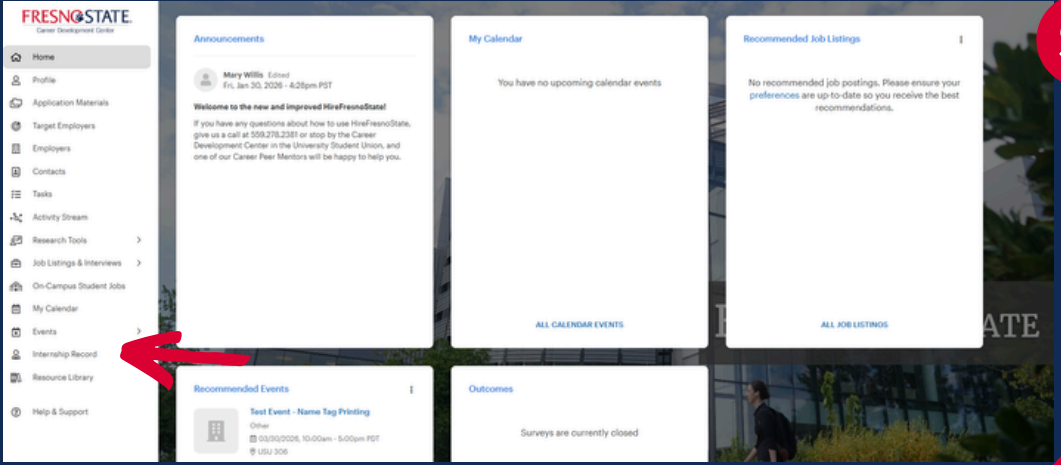 FRESNO STATE.
Career Development Center
Home
Profile
Application Materials
Target Employers
Employers
Contacts
Tasks
Activity Stream
Research Tools
Job Listings & Interviews
On-Campus Student Jobs
My Calendar
Events
Internship Record
Resource Library
Help & Support
Announcements
Mary Willis Edited
Fri, Jan 30, 2026 - 4:28pm PST
Welcome to the new and improved HireFresnoState!
If you have any questions about how to use HireFresnoState,
give us a call at 559.278.2381 or stop by the Career
Development Center in the University Student Union, and
one of our Career Peer Mentors will be happy to help you.
My Calendar
You have no upcoming calendar events
ALL CALENDAR EVENTS
Recommended Job Listings
No recommended job postings. Please ensure your
preferences are up-to-date so you receive the best
recommendations.
ALL JOB LISTINGS
ATE
Recommended Events
Test Event - Name Tag Printing
Other
03/30/2026, 10:00am - 5:00pm PDT
USU 306
Outcomes
Surveys are currently closed